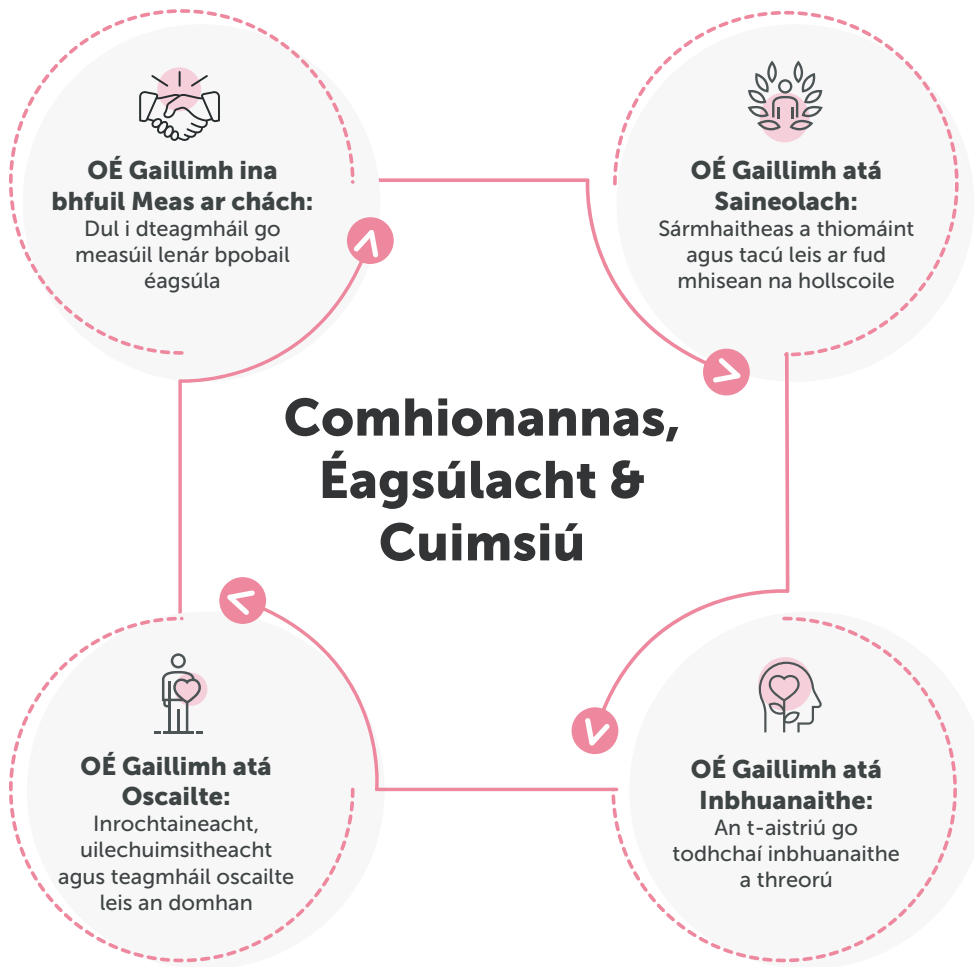 OÉ Gaillimh ina
bhfuil Meas ar chách:
Dul i dteagmháil go
measúil lenár bpobail
éagsúla
OÉ Gaillimh atá
Saineolach:
Sármhaitheas a thiomáint
agus tacú leis ar fud
mhisean na hollscoile
Comhionannas,
Éagsúlacht &
Cuimsiú
OÉ Gaillimh atá
Oscailte:
Inrochtaineacht,
uilechuimsitheacht
agus teagmháil oscailte
leis an domhan
OÉ Gaillimh atá
Inbhuanaithe:
An t-aistriú go
todhchaí inbhuanaithe
a threorú